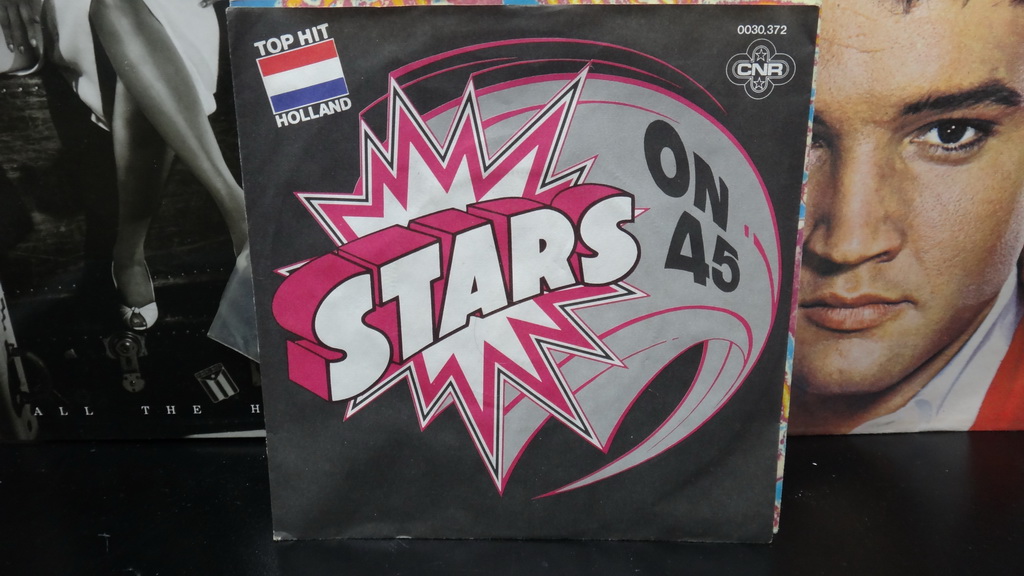 TOP HIT
HOLLAND
0030.372
CNR
STARS
ON
45
ALL THE H